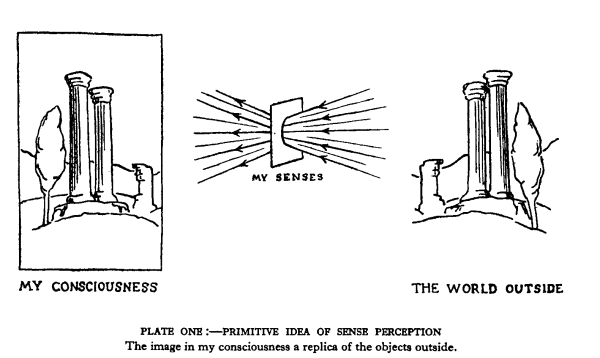 MY SENSES
MY CONSCIOUSNESS
THE WORLD OUTSIDE
PLATE ONE:—PRIMITIVE IDEA OF SENSE PERCEPTION
The image in my consciousness a replica of the objects outside.